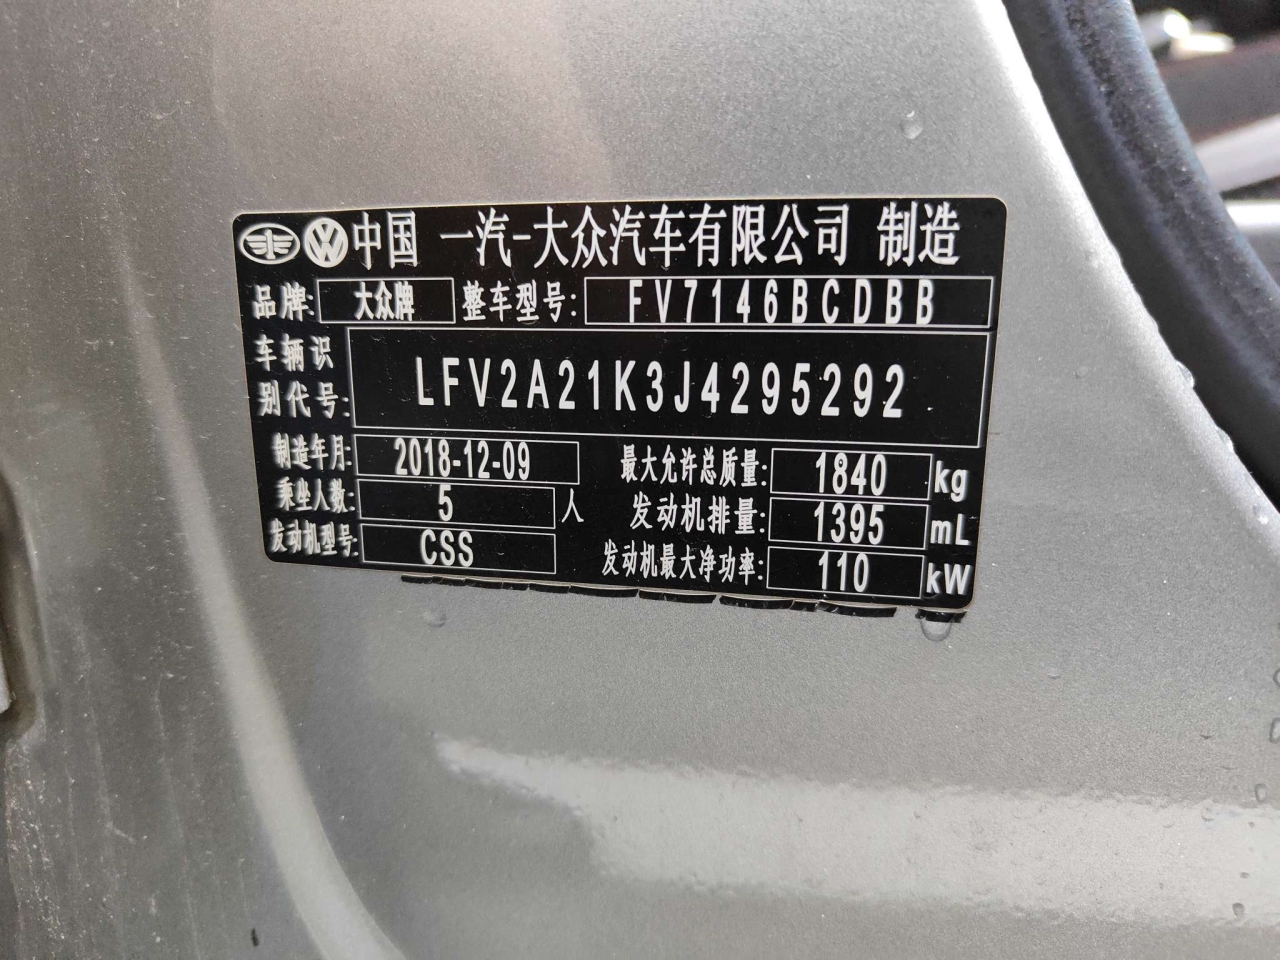 中国 一汽-大众汽车有限公司 制造
品牌: 大众牌 整车型号: FV7146BCDBB
车辆识别代号: LFV2A21K3J4295292
制造年月: 2018-12-09 最大允许总质量: 1840 kg
乘坐人数: 5 人 发动机排量: 1395 mL
发动机型号: CSS 发动机最大净功率: 110 kW